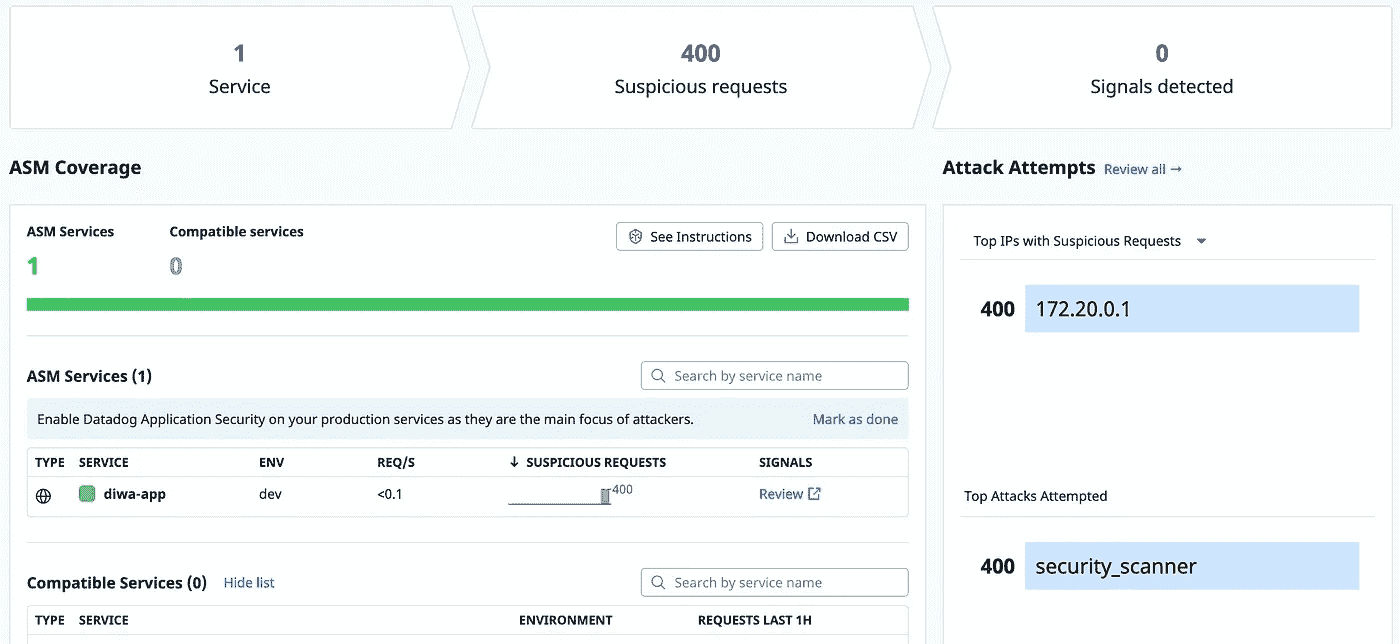 1
Service
400
Suspicious requests
0
Signals detected
ASM Coverage
Attack Attempts Review all →
ASM Services
Compatible services
1
0
See Instructions
Download CSV
Top IPs with Suspicious Requests
400 172.20.0.1
ASM Services (1)
Search by service name
Enable Datadog Application Security on your production services as they are the main focus of attackers. Mark as done
TYPE SERVICE ENV REQ/S ↓ SUSPICIOUS REQUESTS SIGNALS
diwa-app dev <0.1 400 Review
Top Attacks Attempted
400 security_scanner
Compatible Services (0) Hide list
Search by service name
TYPE SERVICE ENVIRONMENT REQUESTS LAST 1H